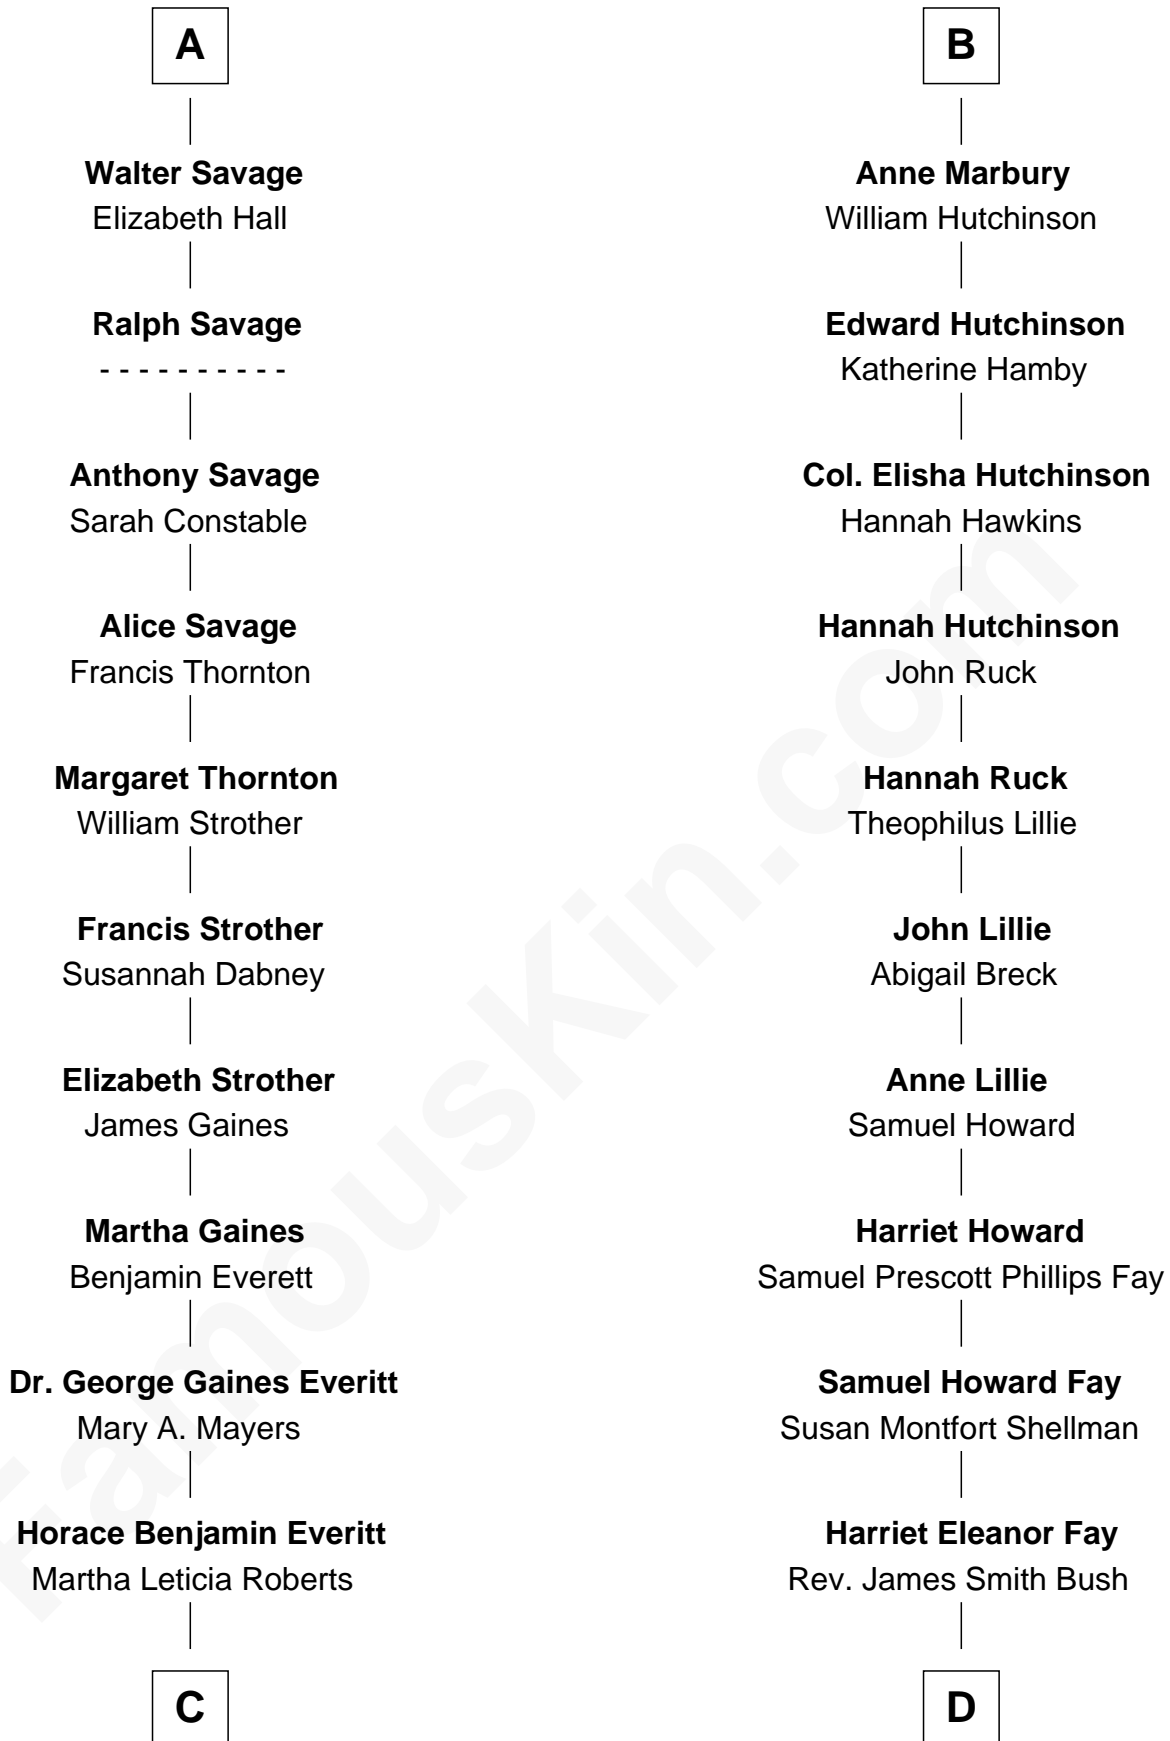 A
Walter Savage
Elizabeth Hall
Ralph Savage
- - - - - - - - - -
Anthony Savage
Sarah Constable
Alice Savage
Francis Thornton
Margaret Thornton
William Strother
Francis Strother
Susannah Dabney
Elizabeth Strother
James Gaines
Martha Gaines
Benjamin Everett
Dr. George Gaines Everitt
Mary A. Mayers
Horace Benjamin Everitt
Martha Leticia Roberts
C
B
Anne Marbury
William Hutchinson
Edward Hutchinson
Katherine Hamby
Col. Elisha Hutchinson
Hannah Hawkins
Hannah Hutchinson
John Ruck
Hannah Ruck
Theophilus Lillie
John Lillie
Abigail Breck
Anne Lillie
Samuel Howard
Harriet Howard
Samuel Prescott Phillips Fay
Samuel Howard Fay
Susan Montfort Shellman
Harriet Eleanor Fay
Rev. James Smith Bush
D
FamousKin.com